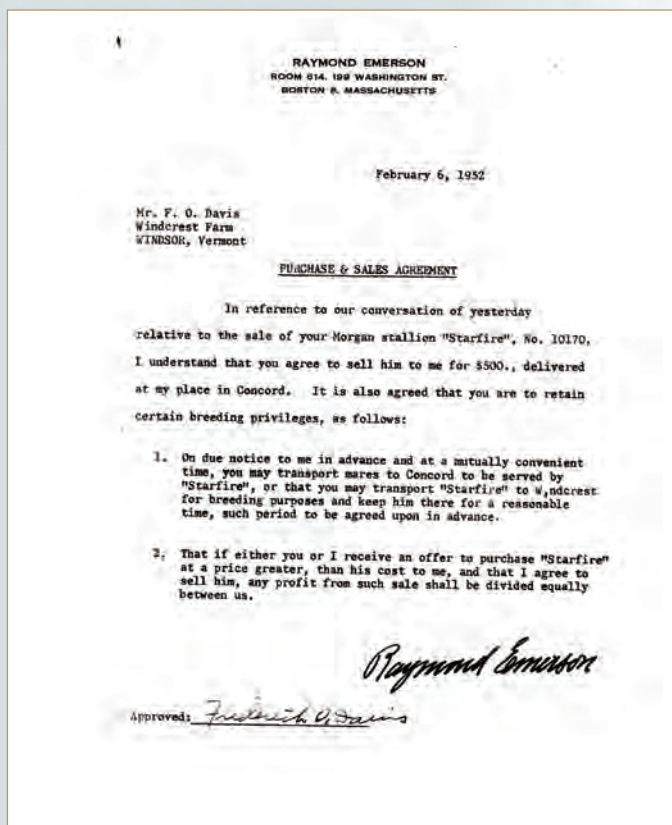 RAYMOND EMERSON
ROOM 614, 199 WASHINGTON ST.
BOSTON 8, MASSACHUSETTS
February 6, 1952
Mr. F. O. Davis
Windcrest Farm
WINDSOR, Vermont
PURCHASE & SALES AGREEMENT
In reference to our conversation of yesterday
relative to the sale of your Morgan stallion "Starfire", No. 10170,
I understand that you agree to sell him to me for $500., delivered
at my place in Concord. It is also agreed that you are to retain
certain breeding privileges, as follows:
1. On due notice to me in advance and at a mutually convenient
time, you may transport mares to Concord to be served by
"Starfire", or that you may transport "Starfire" to W,ndcrest
for breeding purposes and keep him there for a reasonable
time, such period to be agreed upon in advance.
2. That if either you or I receive an offer to purchase "Starfire"
at a price greater, than his cost to me, and that I agree to
sell him, any profit from such sale shall be divided equally
between us.
Raymond Emerson
Approved: Frederick O. Davis